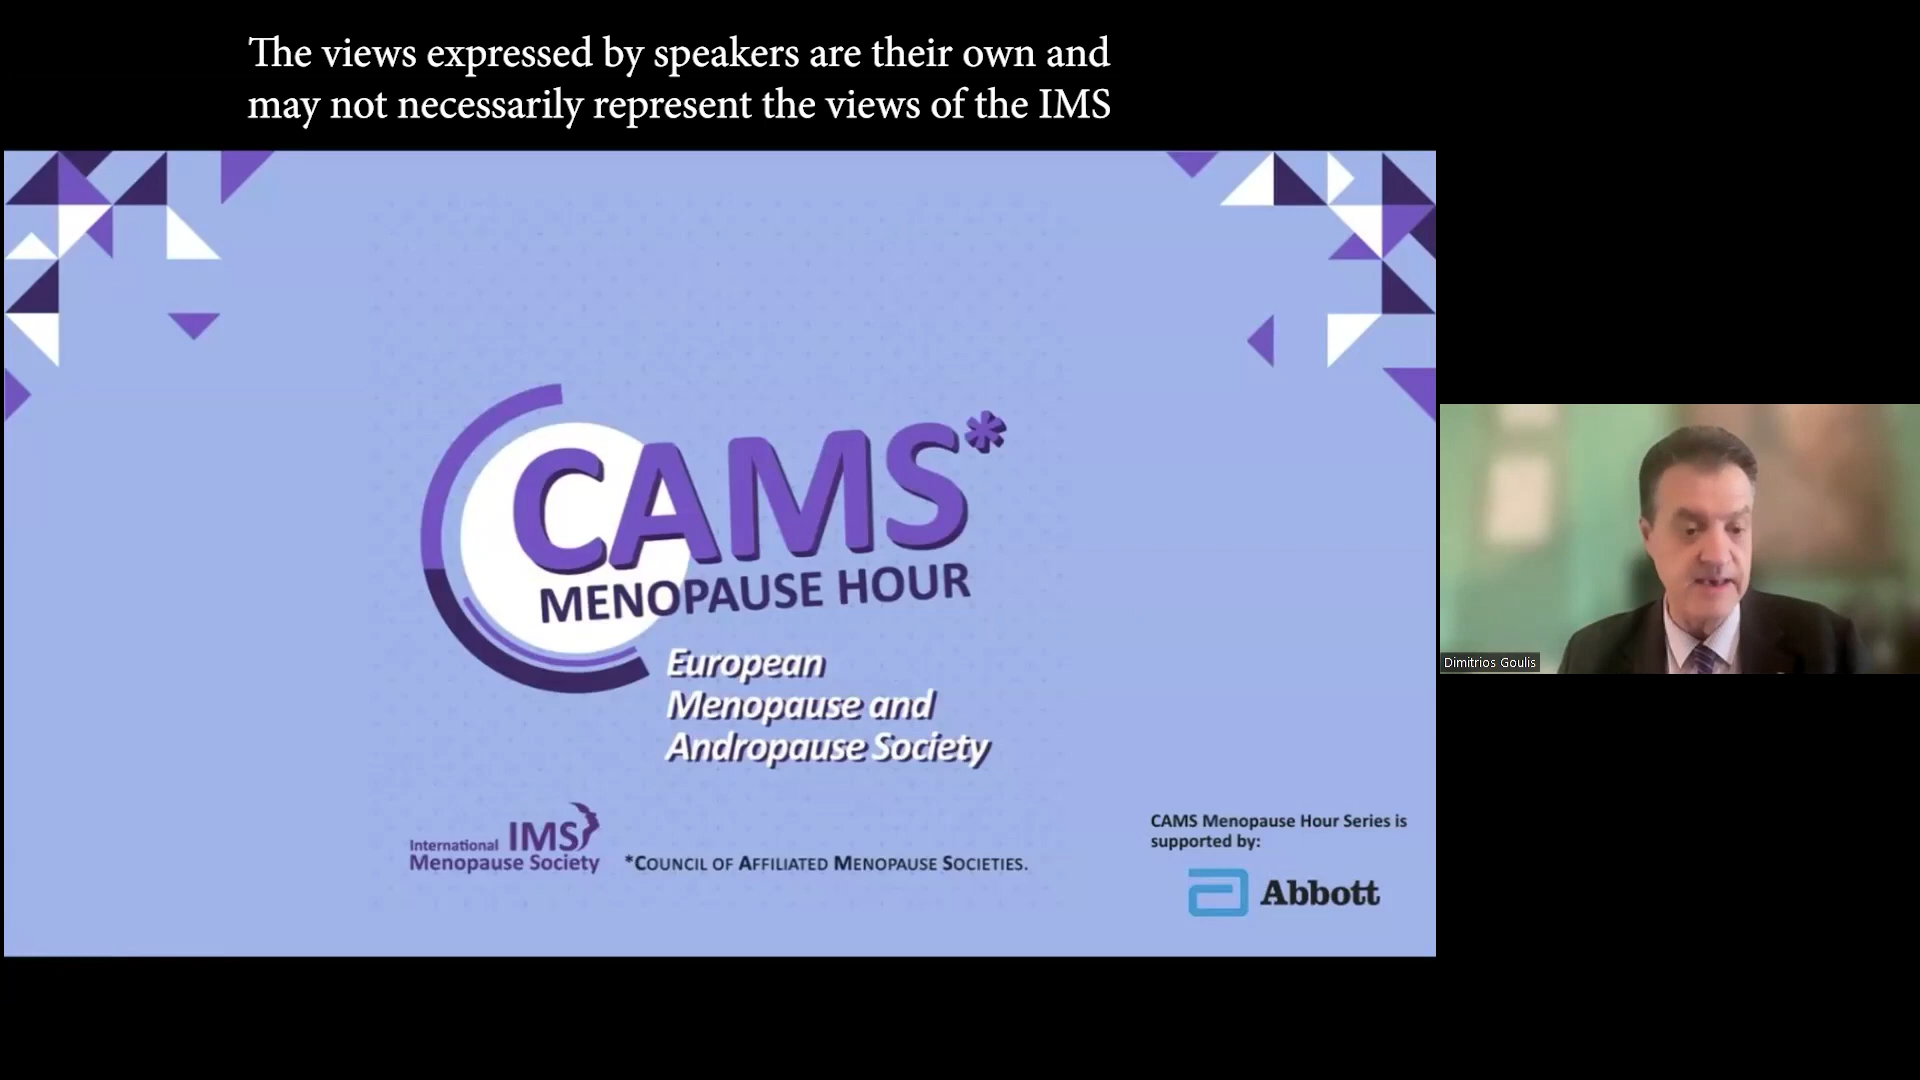 The views expressed by speakers are their own and
may not necessarily represent the views of the IMS
CAMS*
MENOPAUSE HOUR
European
Menopause and
Andropause Society
International IMS
Menopause Society
*COUNCIL OF AFFILIATED MENOPAUSE SOCIETIES.
CAMS Menopause Hour Series is
supported by:
Abbott
Dimitrios Goulis